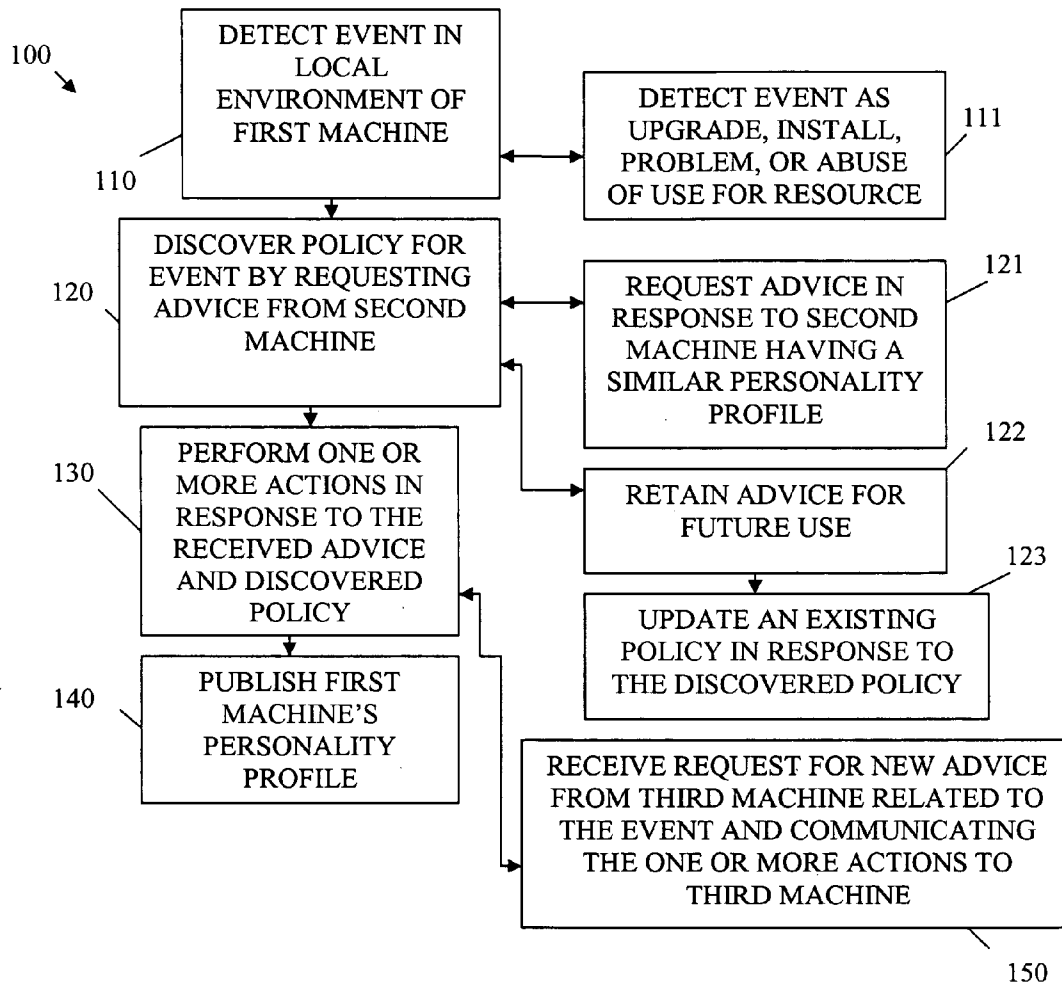 100
DETECT EVENT IN
LOCAL
ENVIRONMENT OF
FIRST MACHINE
110
DETECT EVENT AS
UPGRADE, INSTALL,
PROBLEM, OR ABUSE
OF USE FOR RESOURCE
111
DISCOVER POLICY FOR
EVENT BY REQUESTING
ADVICE FROM SECOND
MACHINE
120
REQUEST ADVICE IN
RESPONSE TO SECOND
MACHINE HAVING A
SIMILAR PERSONALITY
PROFILE
121
PERFORM ONE OR
MORE ACTIONS IN
RESPONSE TO THE
RECEIVED ADVICE
AND DISCOVERED
POLICY
130
RETAIN ADVICE FOR
FUTURE USE
122
UPDATE AN EXISTING
POLICY IN RESPONSE TO
THE DISCOVERED POLICY
123
PUBLISH FIRST
MACHINE'S
PERSONALITY
PROFILE
140
RECEIVE REQUEST FOR NEW ADVICE
FROM THIRD MACHINE RELATED TO
THE EVENT AND COMMUNICATING
THE ONE OR MORE ACTIONS TO
THIRD MACHINE
150